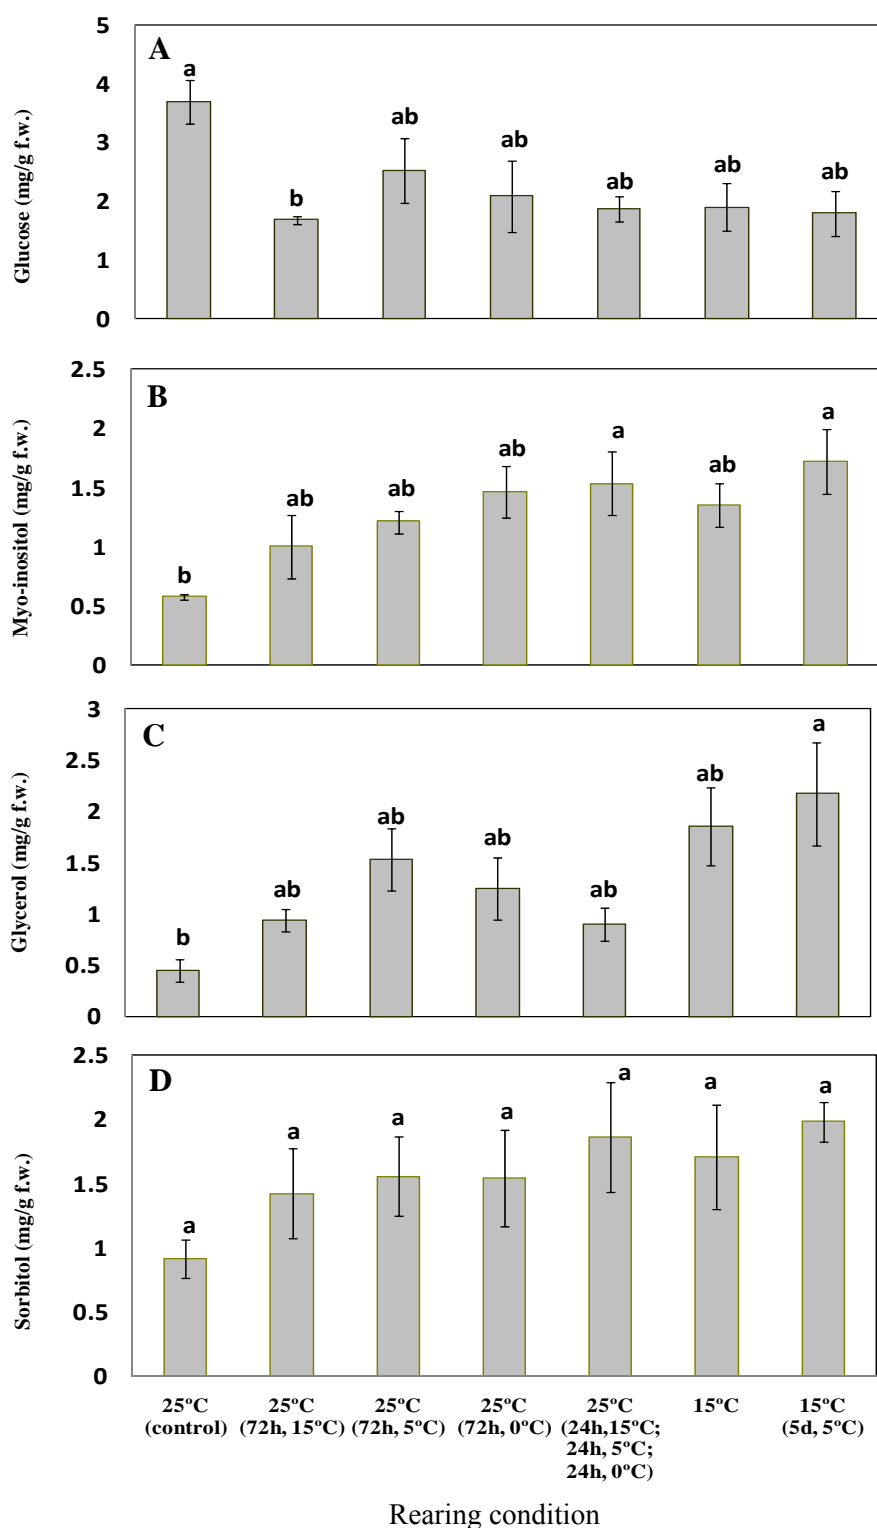 5
4
3
2
1
0
Glucose (mg/g f.w.)
A
a
b
ab
ab
ab
ab
ab
2.5
2
1.5
1
0.5
0
Myo-inositol (mg/g f.w.)
B
b
ab
ab
ab
a
ab
a
3
2.5
2
1.5
1
0.5
0
Glycerol (mg/g f.w.)
C
b
ab
ab
ab
ab
ab
a
2.5
2
1.5
1
0.5
0
Sorbitol (mg/g f.w.)
D
a
a
a
a
a
a
a
25ºC
(control)
25ºC
(72h, 15ºC)
25ºC
(72h, 5ºC)
25ºC
(72h, 0ºC)
25ºC
(24h,15ºC;
24h, 5ºC;
24h, 0ºC)
15ºC
15ºC
(5d, 5ºC)
Rearing condition